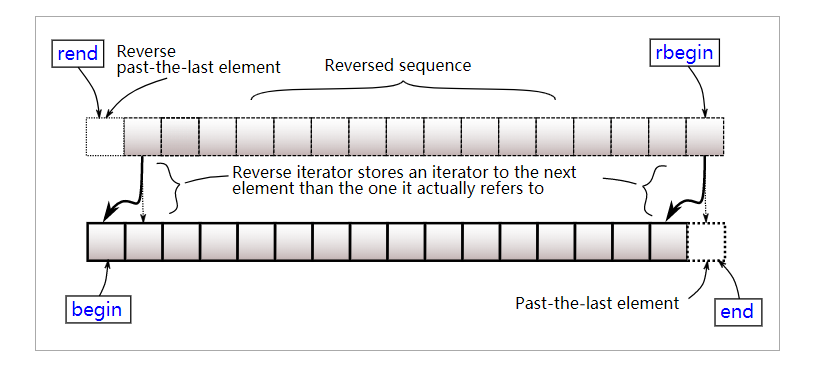 rend
Reverse
past-the-last element
Reversed sequence
rbegin
Reverse iterator stores an iterator to the next
element than the one it actually refers to
begin
Past-the-last element
end